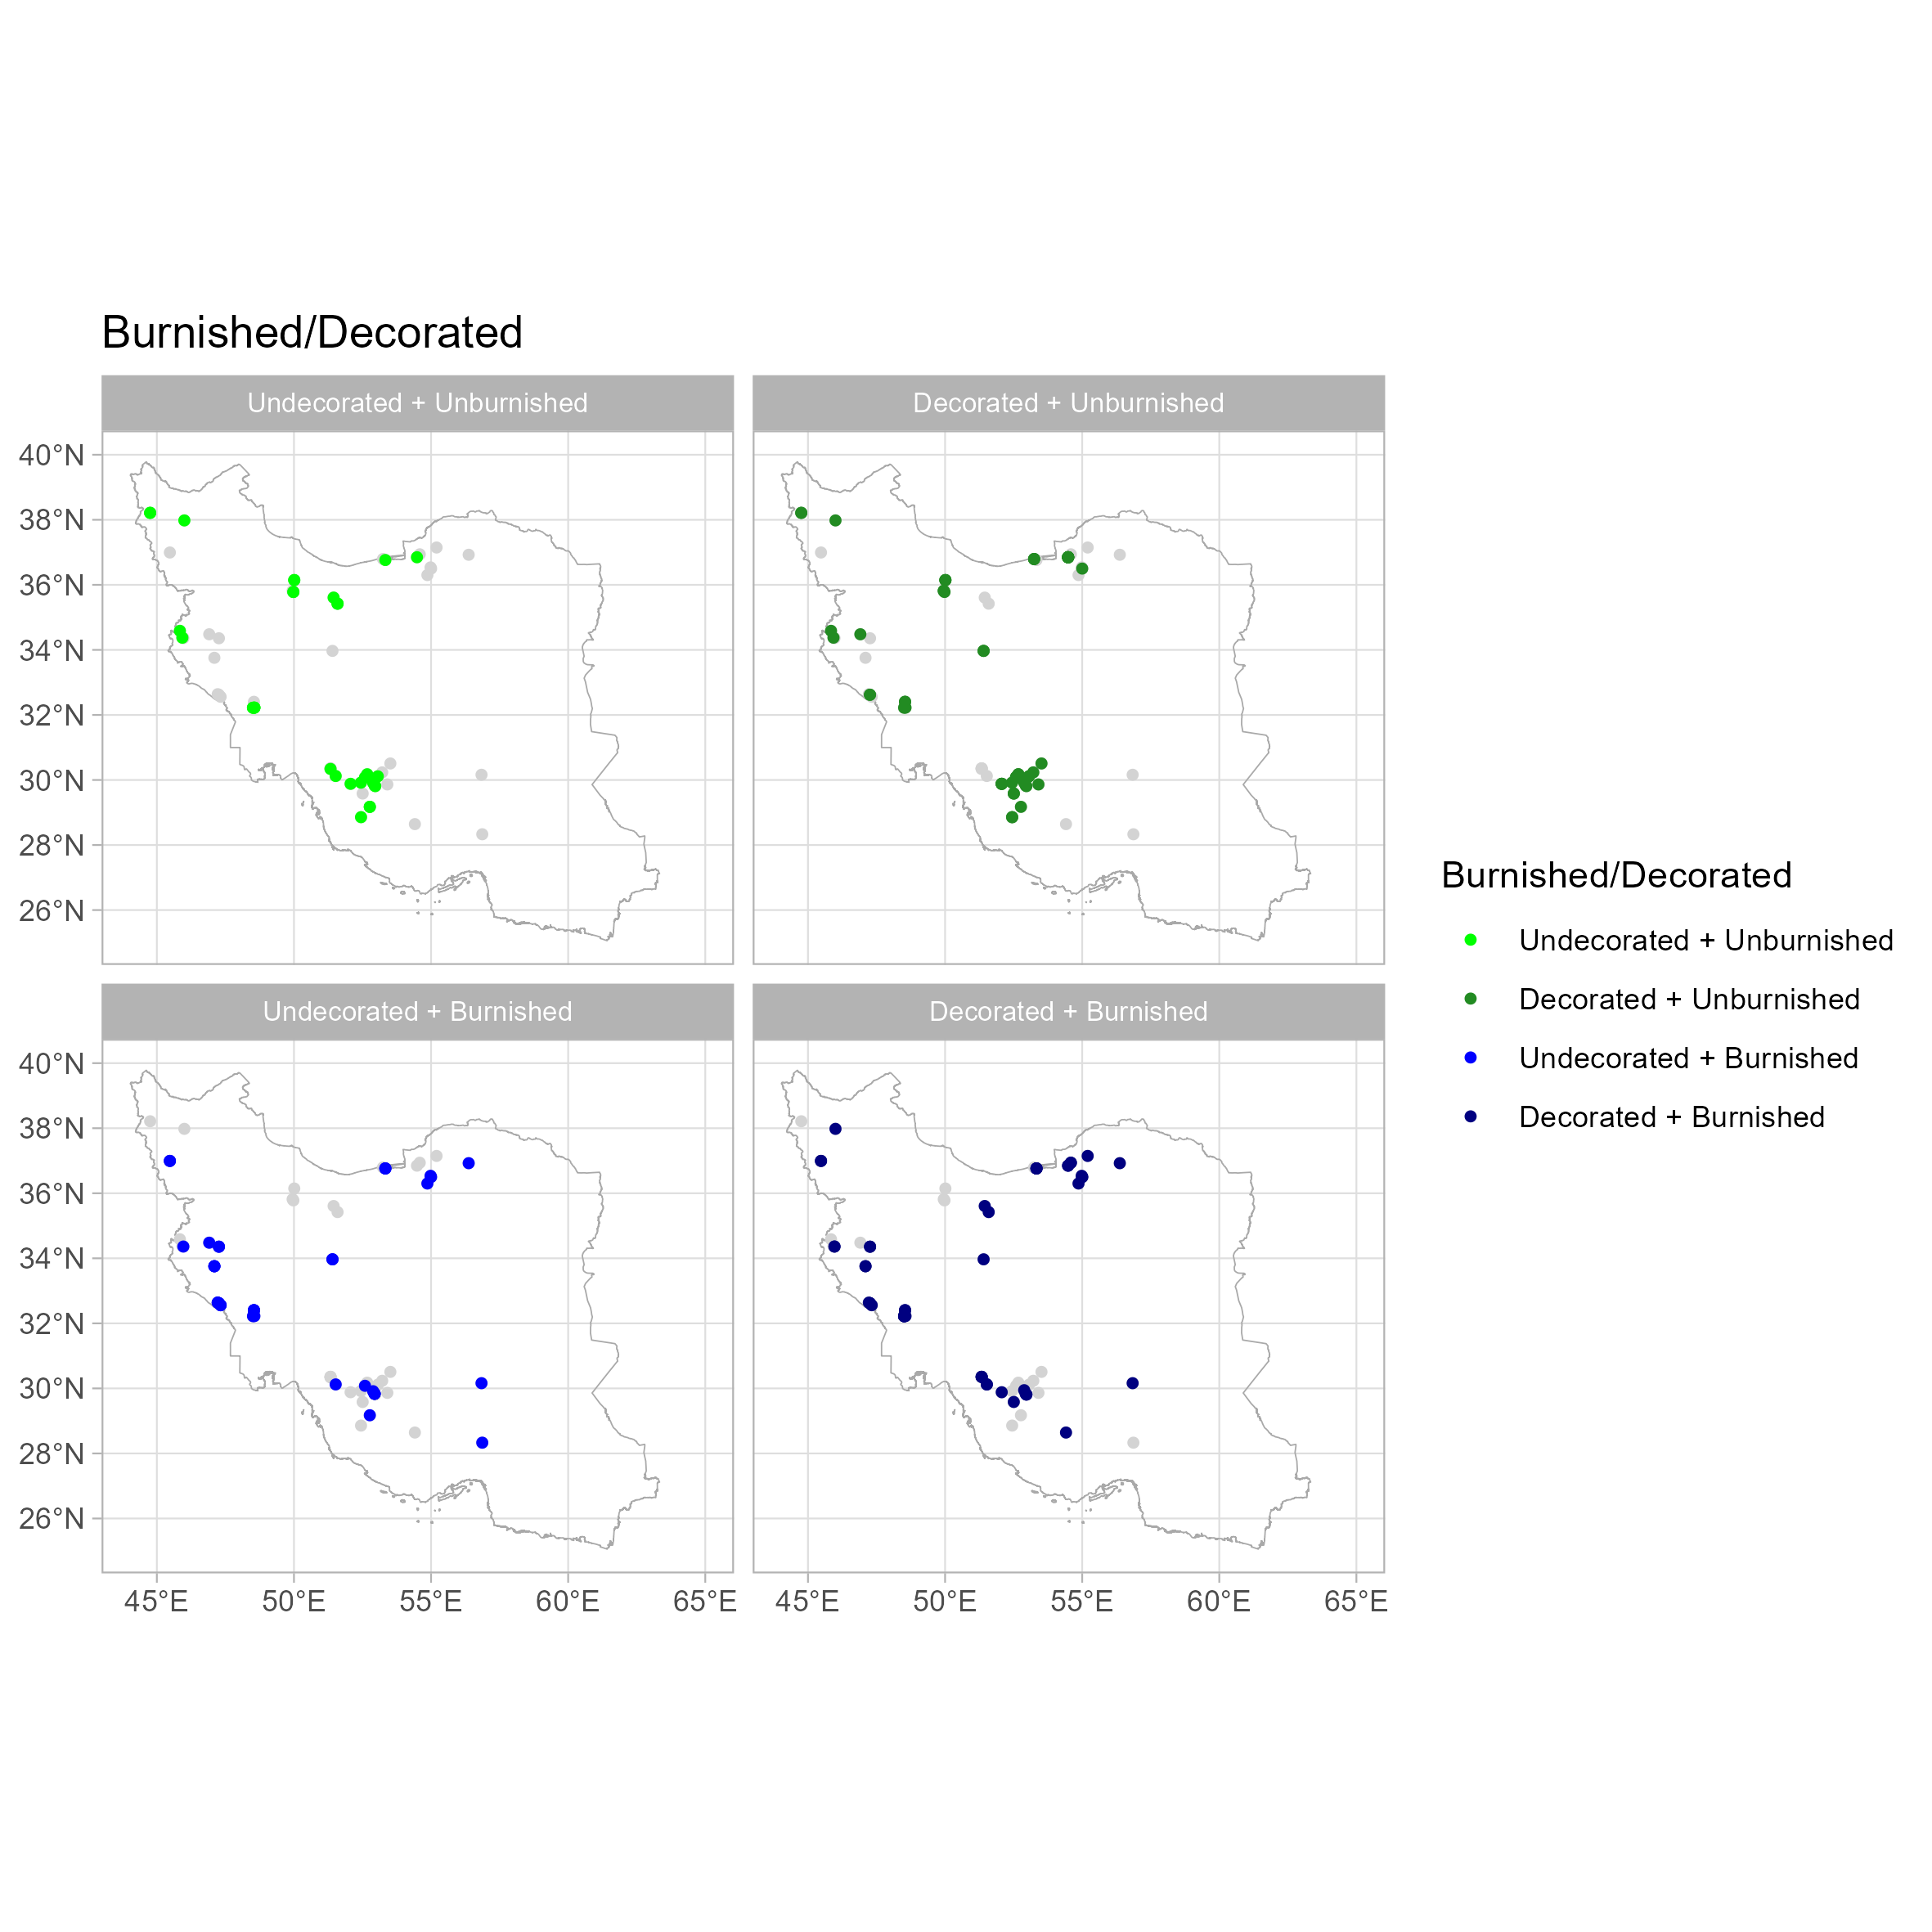 Burnished/Decorated
Undecorated + Unburnished
Decorated + Unburnished
40°N
38°N
36°N
34°N
32°N
30°N
28°N
26°N
Undecorated + Burnished
Decorated + Burnished
40°N
38°N
36°N
34°N
32°N
30°N
28°N
26°N
45°E 50°E 55°E 60°E 65°E
45°E 50°E 55°E 60°E 65°E
Burnished/Decorated
Undecorated + Unburnished
Decorated + Unburnished
Undecorated + Burnished
Decorated + Burnished